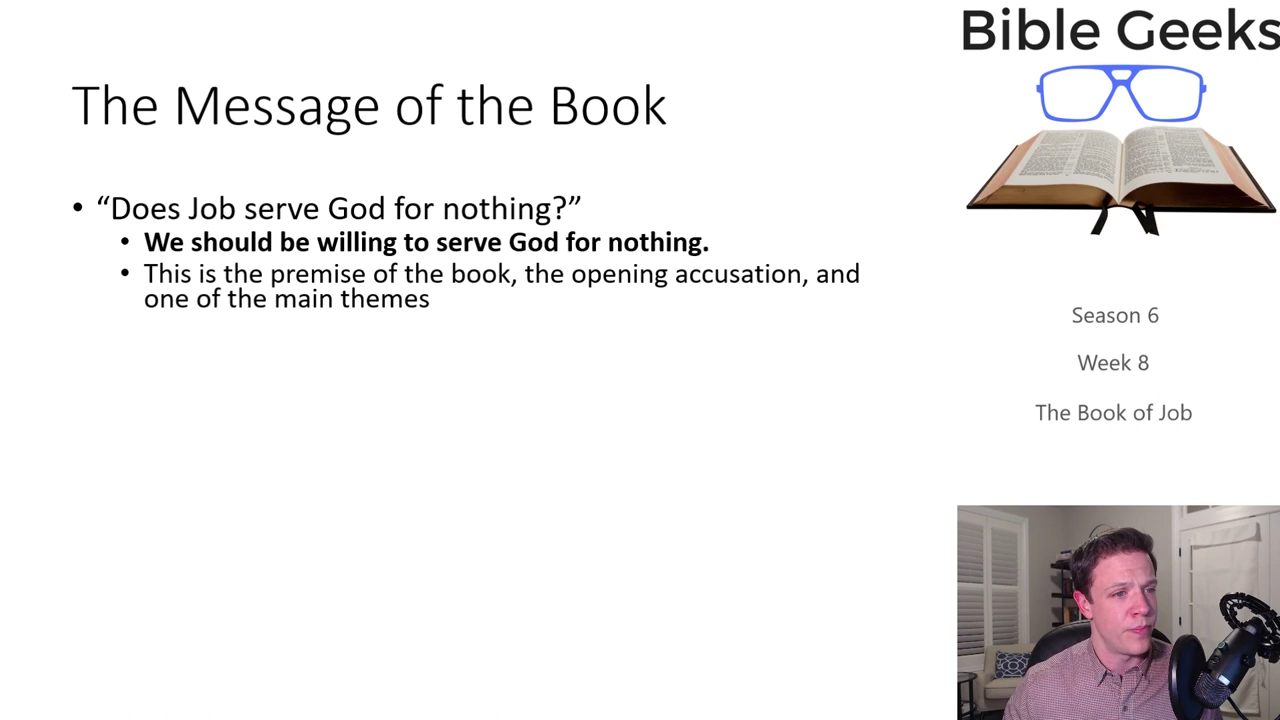 Bible Geeks
The Message of the Book
• “Does Job serve God for nothing?”
• We should be willing to serve God for nothing.
• This is the premise of the book, the opening accusation, and
one of the main themes
Season 6
Week 8
The Book of Job